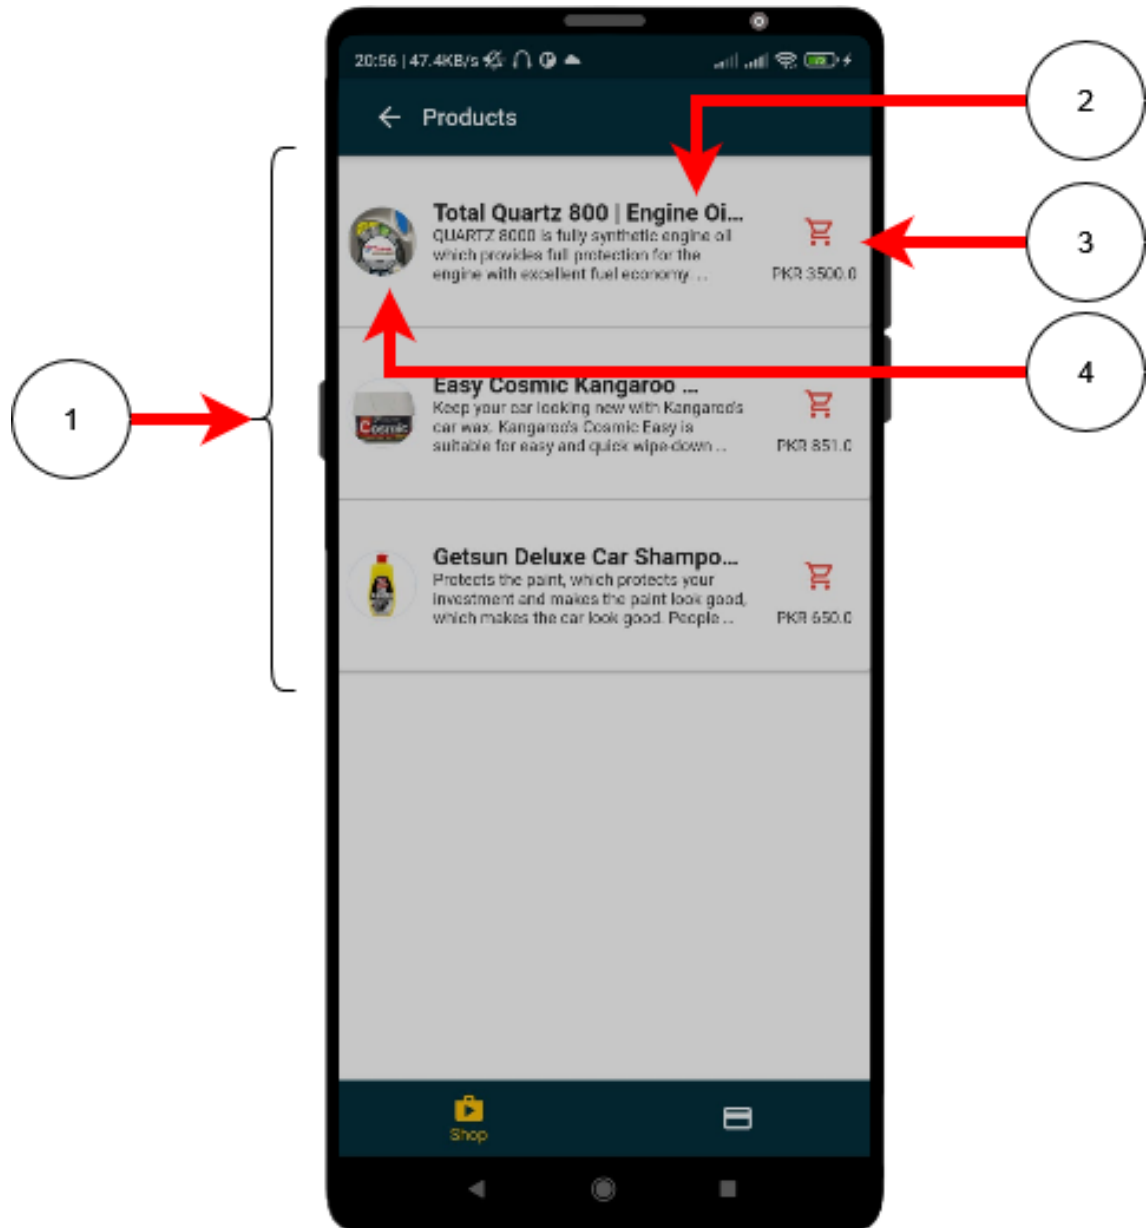 20:56 | 47.4KB/s
Products
2
Total Quartz 800 | Engine Oi...
QUARTZ 8000 is fully synthetic engine oil
which provides full protection for the
engine with excellent fuel economy. ...
PKR 3500.0
3
4
Easy Cosmic Kangaroo ...
Keep your car looking new with Kangaroo's
car wax. Kangaroo's Cosmic Easy is
suitable for easy and quick wipe-down ...
PKR 851.0
Cosmic
1
Getsun Deluxe Car Shampo...
Protects the paint, which protects your
investment and makes the paint look good,
which makes the car look good. People ...
PKR 650.0
Shop